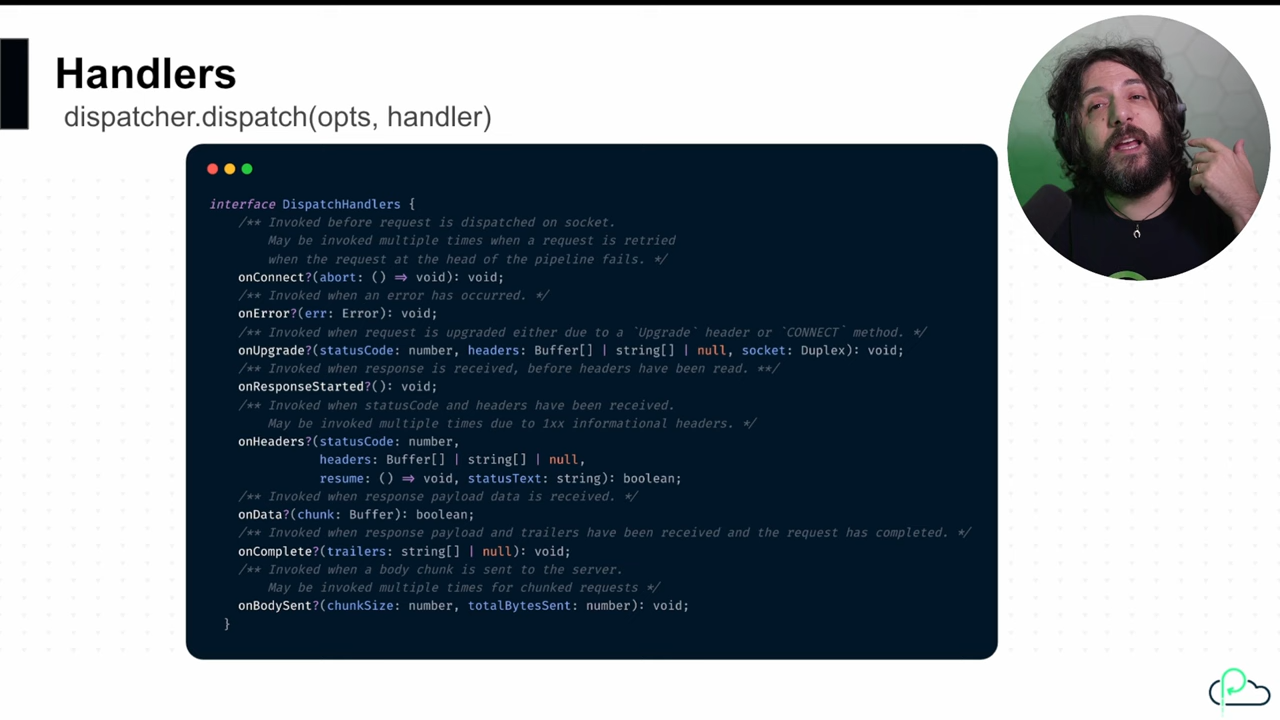 Handlers
dispatcher.dispatch(opts, handler)
interface DispatchHandlers {
/** Invoked before request is dispatched on socket.
May be invoked multiple times when a request is retried
when the request at the head of the pipeline fails. */
onConnect?(abort: () => void): void;
/** Invoked when an error has occurred. */
onError?(err: Error): void;
/** Invoked when request is upgraded either due to a `Upgrade` header or `CONNECT` method. */
onUpgrade?(statusCode: number, headers: Buffer[] | string[] | null, socket: Duplex): void;
/** Invoked when response is received, before headers have been read. **/
onResponseStarted?(): void;
/** Invoked when statusCode and headers have been received.
May be invoked multiple times due to 1xx informational headers. */
onHeaders?(statusCode: number,
headers: Buffer[] | string[] | null,
resume: () => void, statusText: string): boolean;
/** Invoked when response payload data is received. */
onData?(chunk: Buffer): boolean;
/** Invoked when response payload and trailers have been received and the request has completed. */
onComplete?(trailers: string[] | null): void;
/** Invoked when a body chunk is sent to the server.
May be invoked multiple times for chunked requests */
onBodySent?(chunkSize: number, totalBytesSent: number): void;
}